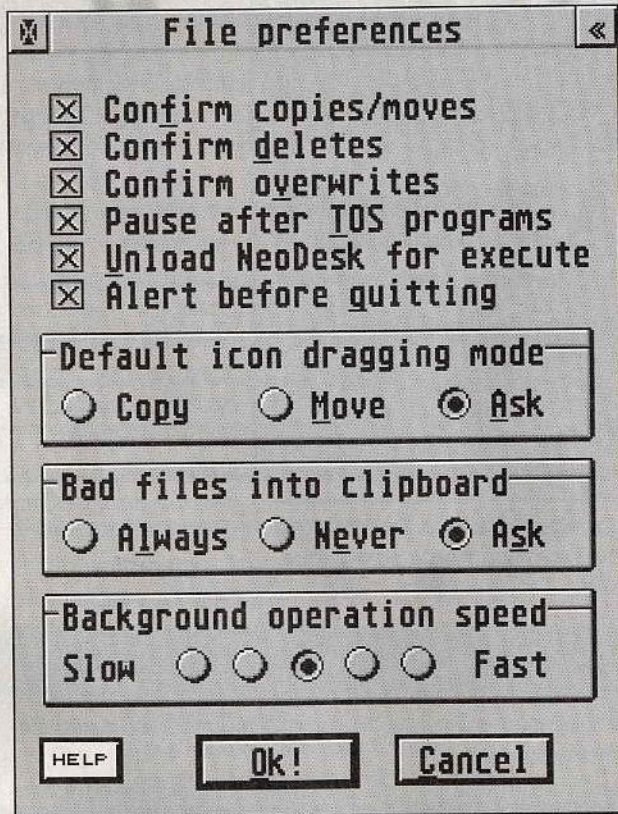 File preferences
Confirm copies/moves
Confirm deletes
Confirm overwrites
Pause after TOS programs
Unload NeoDesk for execute
Alert before quitting
Default icon dragging mode
Copy Move Ask
Bad files into clipboard
Always Never Ask
Background operation speed
Slow Fast
HELP Ok! Cancel